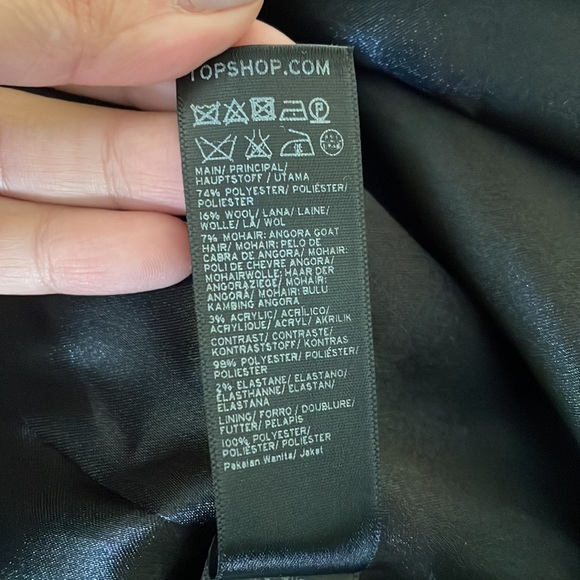 TOPSHOP.COM
P
MAIN/ PRINCIPAL/
HAUPTSTOFF/ UTAMA
74% POLYESTER/ POLIÉSTER/
POLIESTER
16% WOOL/ LANA/ LAINE/
WOLLE/ LÃ/ WOL
7% MOHAIR: ANGORA GOAT
HAIR/ MOHAIR: PELO DE
CABRA DE ANGORA/ MOHAIR:
POLI DE CHEVRE ANGORA/
MOHAIRWOLLE: HAAR DER
ANGORAZIEGE/ MOHAIR:
ANGORÁ/ MOHAIR: BULU
KAMBING ANGORA
3% ACRYLIC/ ACRÍLICO/
ACRYLIQUE/ ACRYL/ AKRILIK
CONTRAST/ CONTRASTE/
KONTRASTSTOFF/ KONTRAS
98% POLYESTER/ POLIÉSTER/
POLIESTER
2% ELASTANE/ ELASTANO/
ELASTHANNE/ ELASTAN/
ELASTANA
LINING/ FORRO/ DOUBLURE/
FUTTER/ PELAPIS
100% POLYESTER/
POLIÉSTER/ POLIESTER
Pakaian Wanita/ Jaket